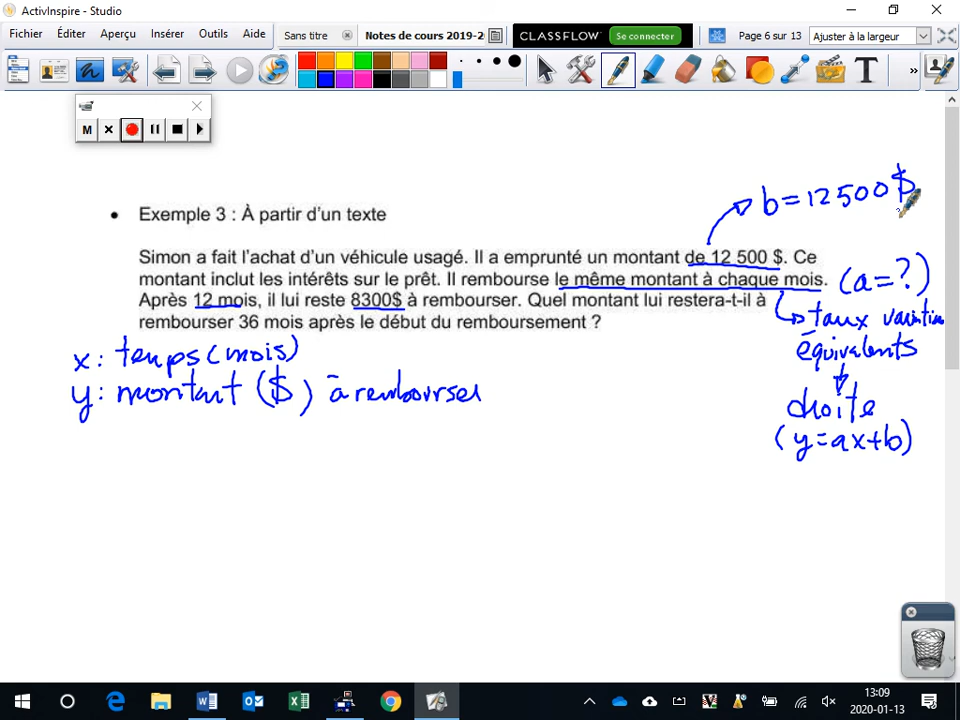 ActivInspire - Studio
Fichier Éditer Aperçu Insérer Outils Aide
Sans titre
Notes de cours 2019-2
CLASSFLOW
Se connecter
Page 6 sur 13
Ajuster à la largeur
M
b = 12 500 $
• Exemple 3 : À partir d'un texte
Simon a fait l'achat d'un véhicule usagé. Il a emprunté un montant de 12 500 $. Ce
montant inclut les intérêts sur le prêt. Il rembourse le même montant à chaque mois.
Après 12 mois, il lui reste 8300$ à rembourser. Quel montant lui restera-t-il à
rembourser 36 mois après le début du remboursement ?
(a = ?)
taux variation
équivalents
droite
(y = ax + b)
x : temps (mois)
y : montant ($) à rembourser
13:09
2020-01-13